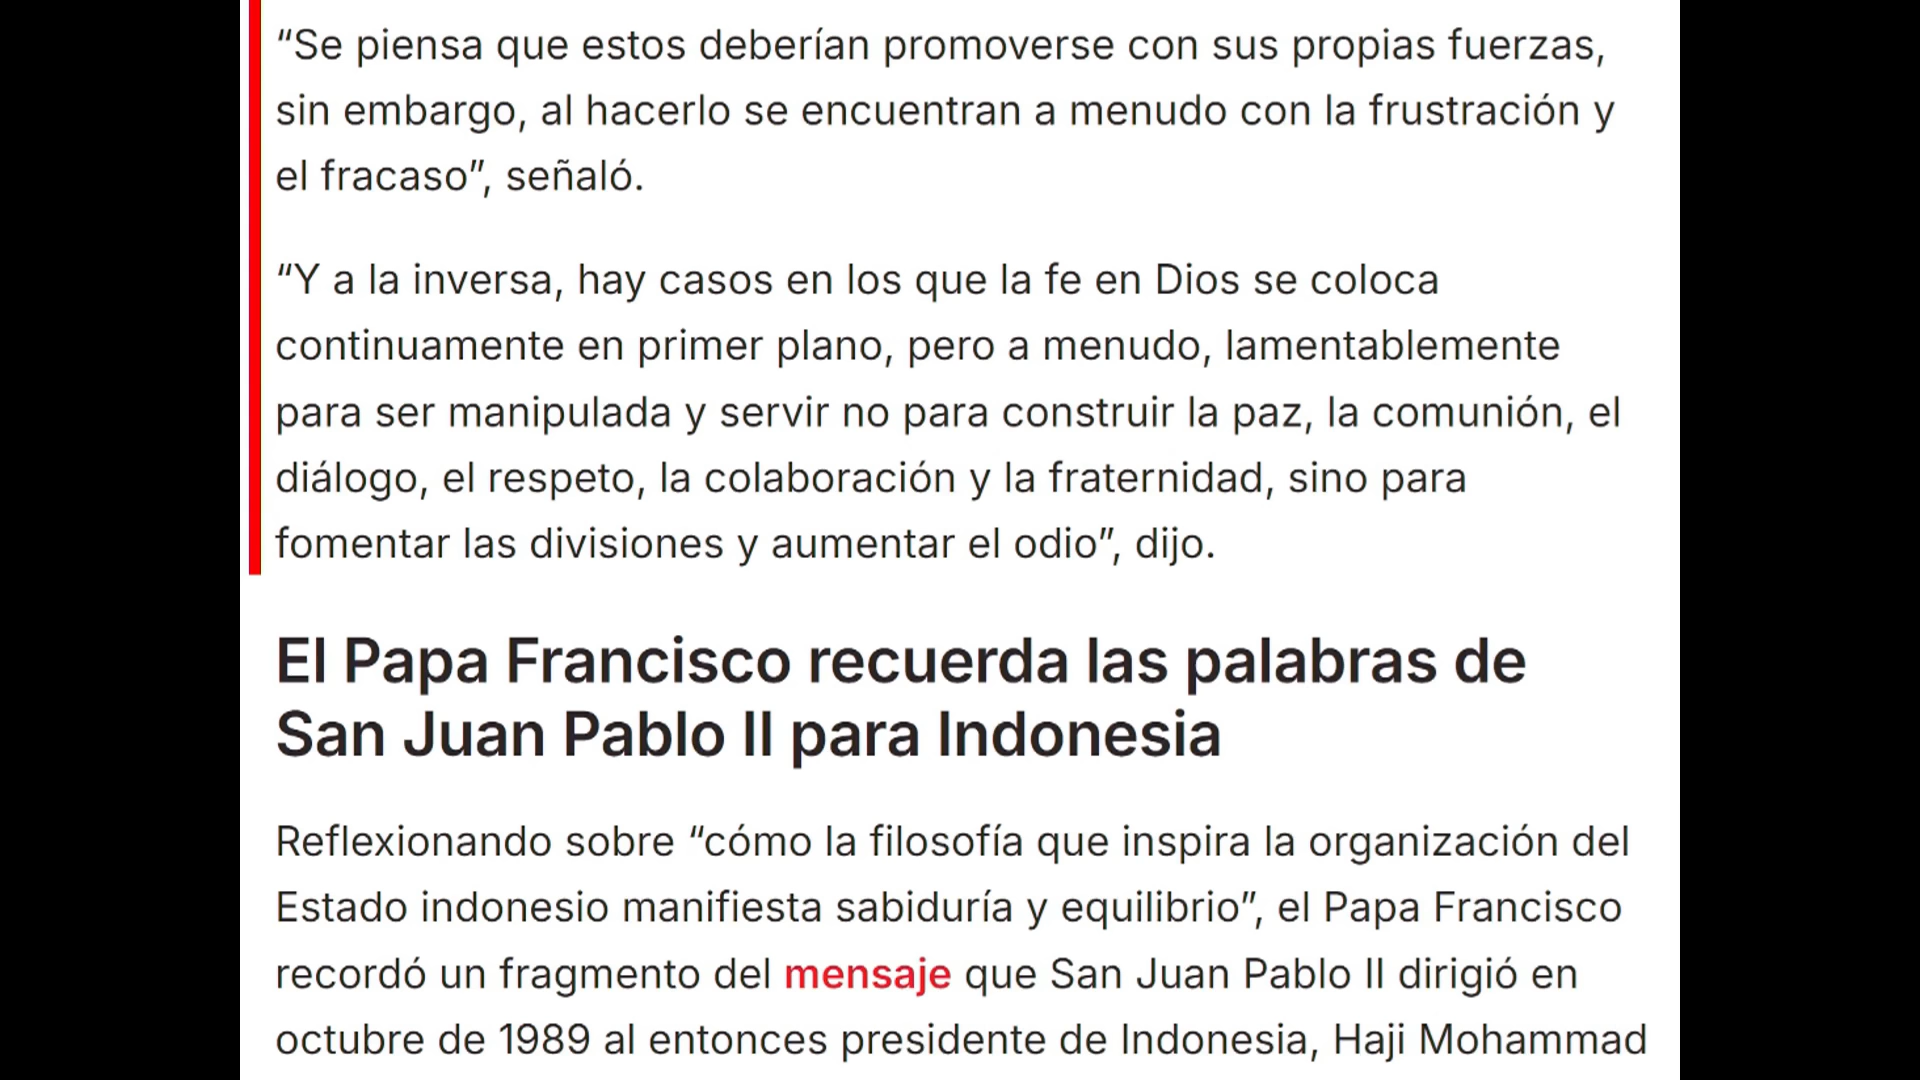 “Se piensa que estos deberían promoverse con sus propias fuerzas,
sin embargo, al hacerlo se encuentran a menudo con la frustración y
el fracaso”, señaló.
“Y a la inversa, hay casos en los que la fe en Dios se coloca
continuamente en primer plano, pero a menudo, lamentablemente
para ser manipulada y servir no para construir la paz, la comunión, el
diálogo, el respeto, la colaboración y la fraternidad, sino para
fomentar las divisiones y aumentar el odio”, dijo.
El Papa Francisco recuerda las palabras de
San Juan Pablo II para Indonesia
Reflexionando sobre “cómo la filosofía que inspira la organización del
Estado indonesio manifiesta sabiduría y equilibrio”, el Papa Francisco
recordó un fragmento del mensaje que San Juan Pablo II dirigió en
octubre de 1989 al entonces presidente de Indonesia, Haji Mohammad